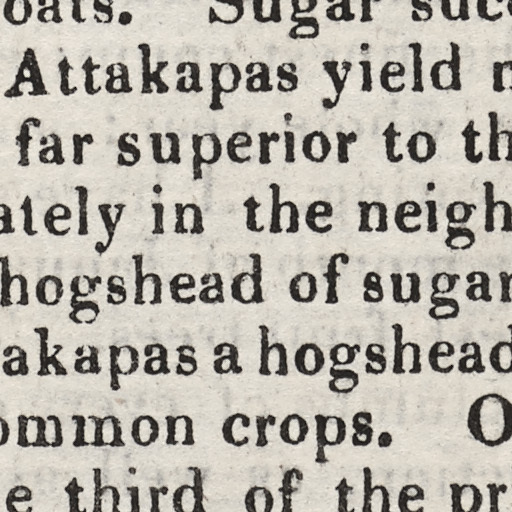 oats. Sugar succ
Attakapas yield
far superior to th
ately in the neigh
hogshead of sugar
akapas a hogshead
ommon crops. O
e third of the pr